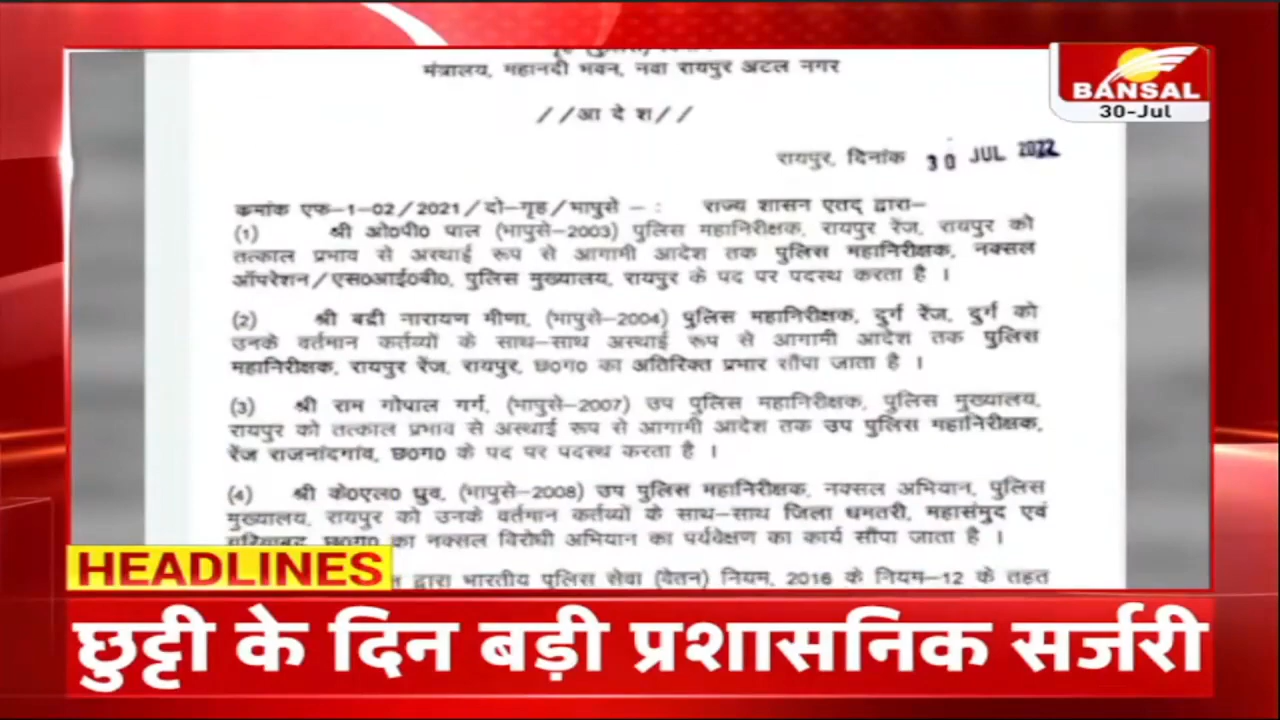 मंत्रालय, महानदी भवन, नवा रायपुर अटल नगर
BANSAL
30-Jul
//आ दे श//
रायपुर, दिनांक 30 JUL 2022
कमांक एफ-1-02/2021/दो-गृह/भापुसे - : राज्य शासन एतद् द्वारा-
(1) श्री ओ0पी0 पाल (भापुसे-2003) पुलिस महानिरीक्षक, रायपुर रेंज, रायपुर को
तत्काल प्रभाव से अस्थाई रूप से आगामी आदेश तक पुलिस महानिरीक्षक, नक्सल
ऑपरेशन/एस0आई0बी0, पुलिस मुख्यालय, रायपुर के पद पर पदस्थ करता है ।
(2) श्री बद्री नारायण मीणा, (भापुसे-2004) पुलिस महानिरीक्षक, दुर्ग रेंज, दुर्ग को
उनके वर्तमान कर्तव्यों के साथ-साथ अस्थाई रूप से आगामी आदेश तक पुलिस
महानिरीक्षक, रायपुर रेंज, रायपुर, छ0ग0 का अतिरिक्त प्रभार सौंपा जाता है ।
(3) श्री राम गोपाल गर्ग, (भापुसे-2007) उप पुलिस महानिरीक्षक, पुलिस मुख्यालय,
रायपुर को तत्काल प्रभाव से अस्थाई रूप से आगामी आदेश तक उप पुलिस महानिरीक्षक,
रेंज राजनांदगांव, छ0ग0 के पद पर पदस्थ करता है ।
(4) श्री के0एल0 ध्रुव, (भापुसे-2008) उप पुलिस महानिरीक्षक, नक्सल अभियान, पुलिस
मुख्यालय, रायपुर को उनके वर्तमान कर्तव्यों के साथ-साथ जिला धमतरी, महासंमुद एवं
छ0ग0 का नक्सल विरोधी अभियान का पर्यवेक्षण का कार्य सौंपा जाता है ।
द्वारा भारतीय पुलिस सेवा (वेतन) नियम, 2016 के नियम-12 के तहत
HEADLINES
छुट्टी के दिन बड़ी प्रशासनिक सर्जरी